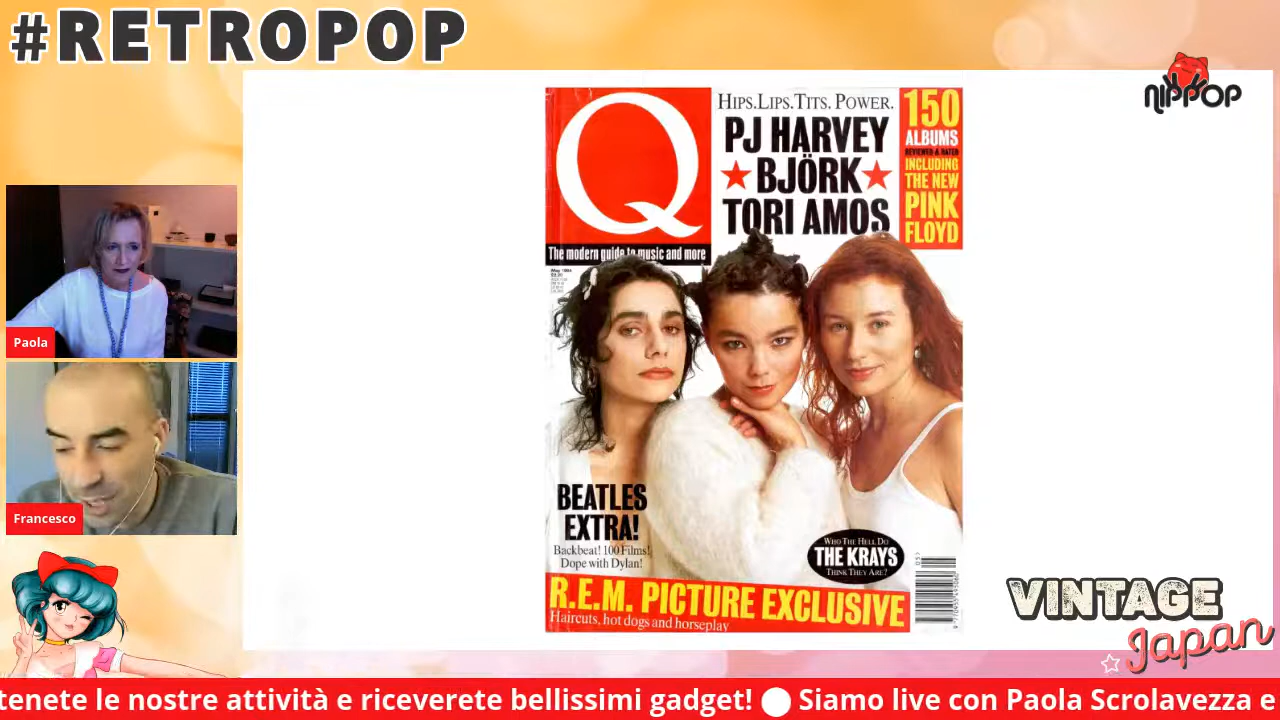 #RETROPOP
NIPPOP
Q
The modern guide to music and more
HIPS. LIPS. TITS. POWER.
PJ HARVEY
BJÖRK
TORI AMOS
150
ALBUMS
REVIEWED & RATED
INCLUDING
THE NEW
PINK
FLOYD
May 1994
Paola
Francesco
BEATLES
EXTRA!
Backbeat! 100 Films!
Dope with Dylan!
WHO THE HELL DO
THE KRAYS
THINK THEY ARE?
R.E.M. PICTURE EXCLUSIVE
Haircuts, hot dogs and horseplay
VINTAGE
Japan
tenete le nostre attività e riceverete bellissimi gadget! ● Siamo live con Paola Scrolavezza e